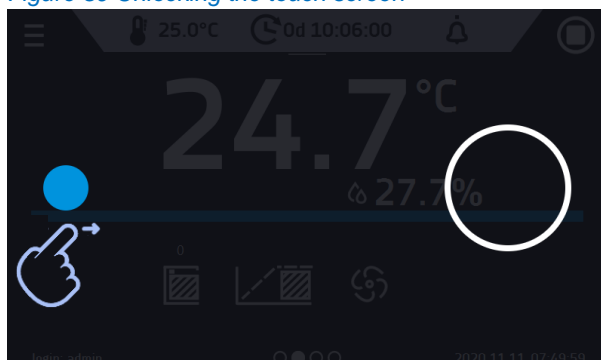 Figure 33 Unlocking the touch screen
25.0°C 0d 10:06:00
24.7°C
27.7%
0
login: admin 2020.11.11 07:49:59